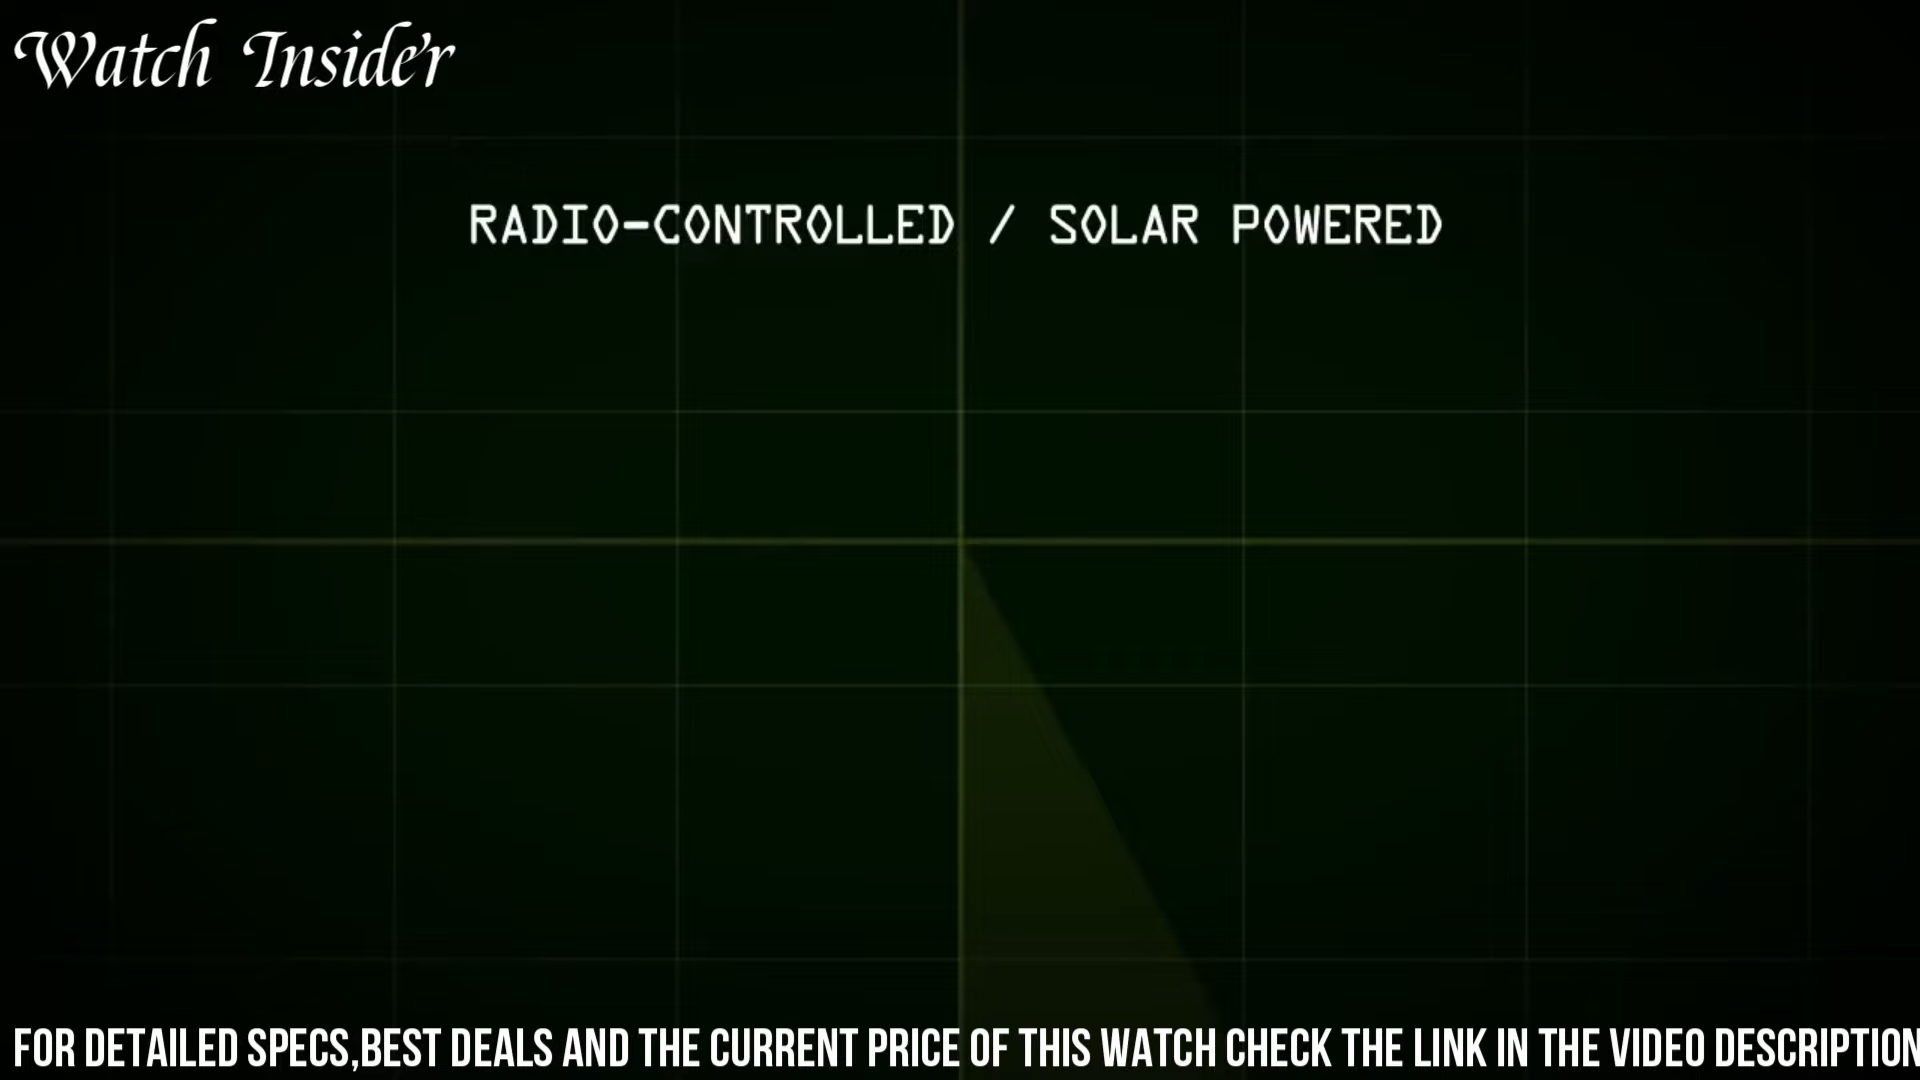 Watch Insider
RADIO-CONTROLLED / SOLAR POWERED
FOR DETAILED SPECS,BEST DEALS AND THE CURRENT PRICE OF THIS WATCH CHECK THE LINK IN THE VIDEO DESCRIPTION